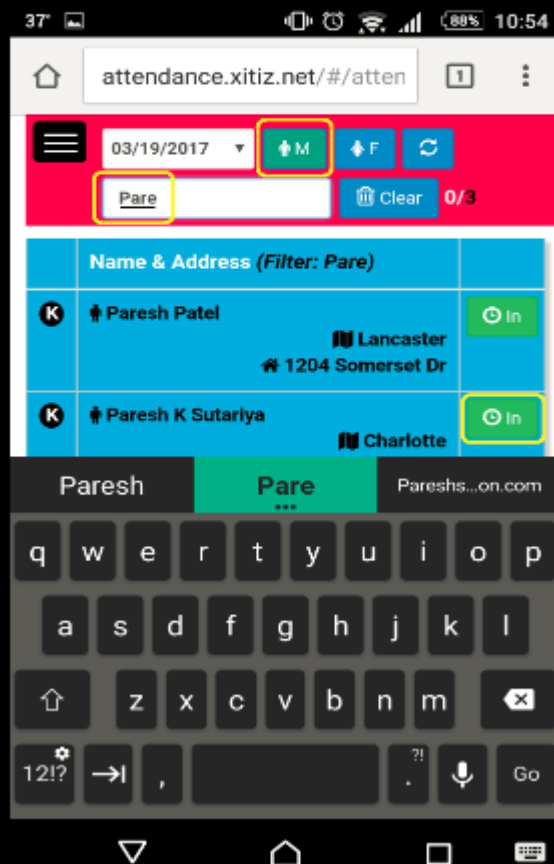 37° 88% 10:54
attendance.xitiz.net/#/atten 1
03/19/2017 M F
Pare Clear 0/3
Name & Address (Filter: Pare)
K Paresh Patel In
Lancaster
1204 Somerset Dr
K Paresh K Sutariya In
Charlotte
Paresh Pare Pareshs...on.com
q w e r t y u i o p
a s d f g h j k l
z x c v b n m
12!? , . ?! Go